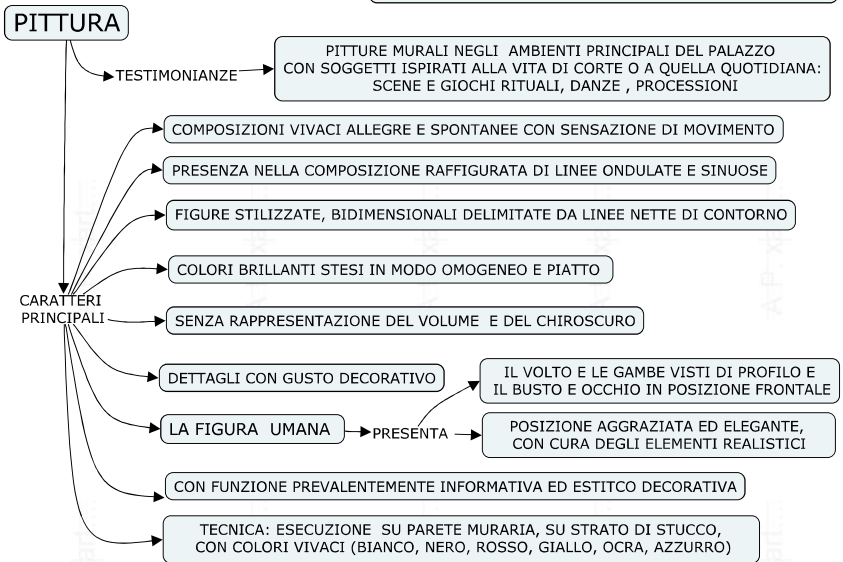 PITTURA
TESTIMONIANZE
PITTURE MURALI NEGLI AMBIENTI PRINCIPALI DEL PALAZZO
CON SOGGETTI ISPIRATI ALLA VITA DI CORTE O A QUELLA QUOTIDIANA:
SCENE E GIOCHI RITUALI, DANZE , PROCESSIONI
CARATTERI
PRINCIPALI
COMPOSIZIONI VIVACI ALLEGRE E SPONTANEE CON SENSAZIONE DI MOVIMENTO
PRESENZA NELLA COMPOSIZIONE RAFFIGURATA DI LINEE ONDULATE E SINUOSE
FIGURE STILIZZATE, BIDIMENSIONALI DELIMITATE DA LINEE NETTE DI CONTORNO
COLORI BRILLANTI STESI IN MODO OMOGENEO E PIATTO
SENZA RAPPRESENTAZIONE DEL VOLUME E DEL CHIROSCURO
DETTAGLI CON GUSTO DECORATIVO
LA FIGURA UMANA
PRESENTA
IL VOLTO E LE GAMBE VISTI DI PROFILO E
IL BUSTO E OCCHIO IN POSIZIONE FRONTALE
POSIZIONE AGGRAZIATA ED ELEGANTE,
CON CURA DEGLI ELEMENTI REALISTICI
CON FUNZIONE PREVALENTEMENTE INFORMATIVA ED ESTITCO DECORATIVA
TECNICA: ESECUZIONE SU PARETE MURARIA, SU STRATO DI STUCCO,
CON COLORI VIVACI (BIANCO, NERO, ROSSO, GIALLO, OCRA, AZZURRO)